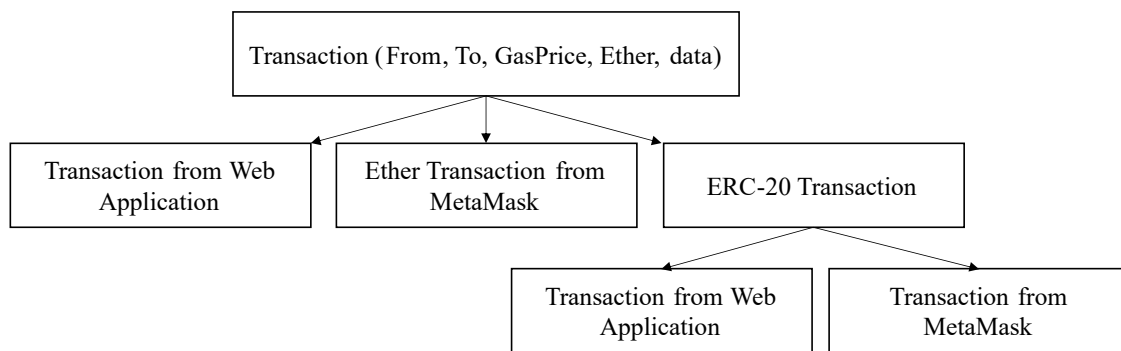 Transaction (From, To, GasPrice, Ether, data)
Transaction from Web
Application
Ether Transaction from
MetaMask
ERC-20 Transaction
Transaction from Web
Application
Transaction from
MetaMask